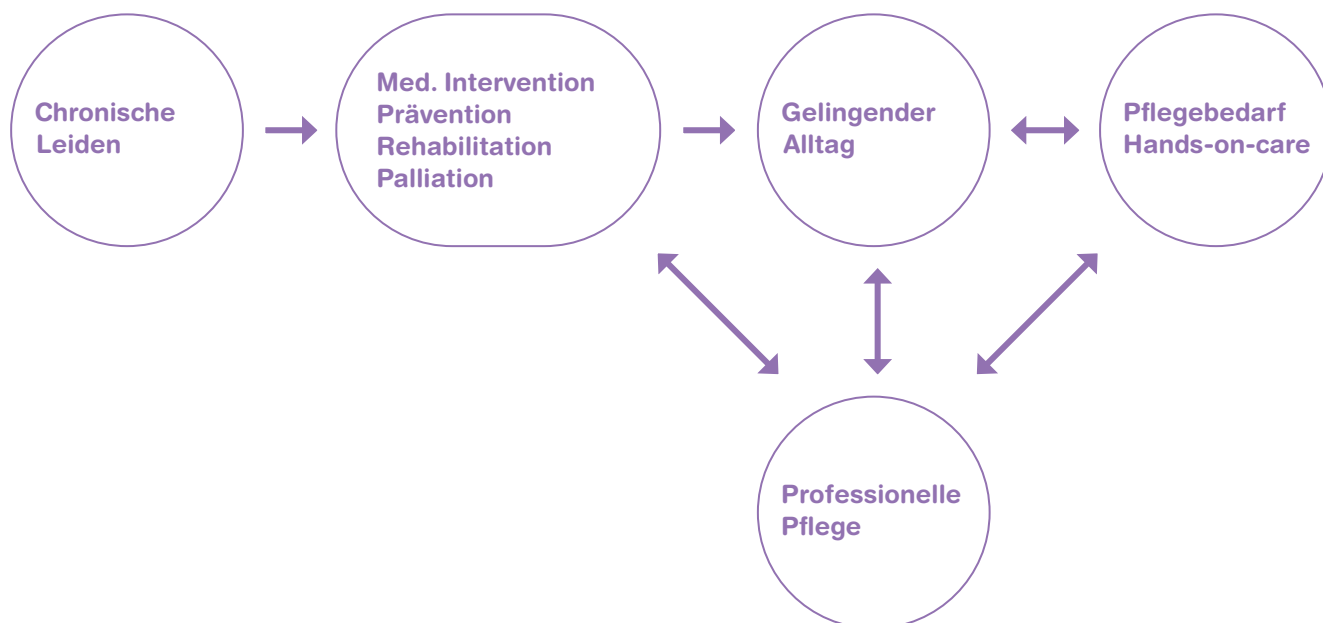 Chronische
Leiden
Med. Intervention
Prävention
Rehabilitation
Palliation
Gelingender
Alltag
Pflegebedarf
Hands-on-care
Professionelle
Pflege